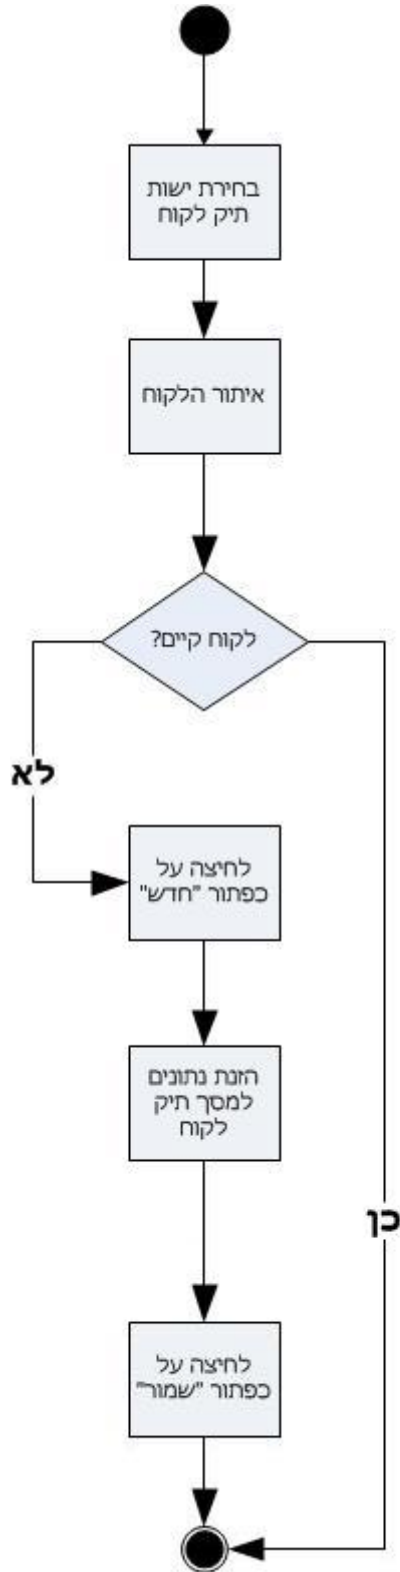 בחירת ישות
תיק לקוח
איתור הלקוח
לקוח קיים?
לא
לחיצה על
כפתור "חדש"
הזנת נתונים
למסך תיק
לקוח
כן
לחיצה על
כפתור "שמור"